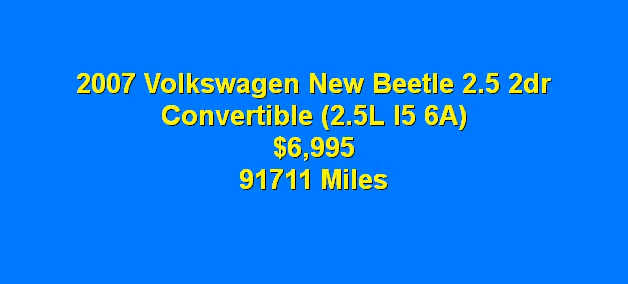 2007 Volkswagen New Beetle 2.5 2dr
Convertible (2.5L I5 6A)
$6,995
91711 Miles